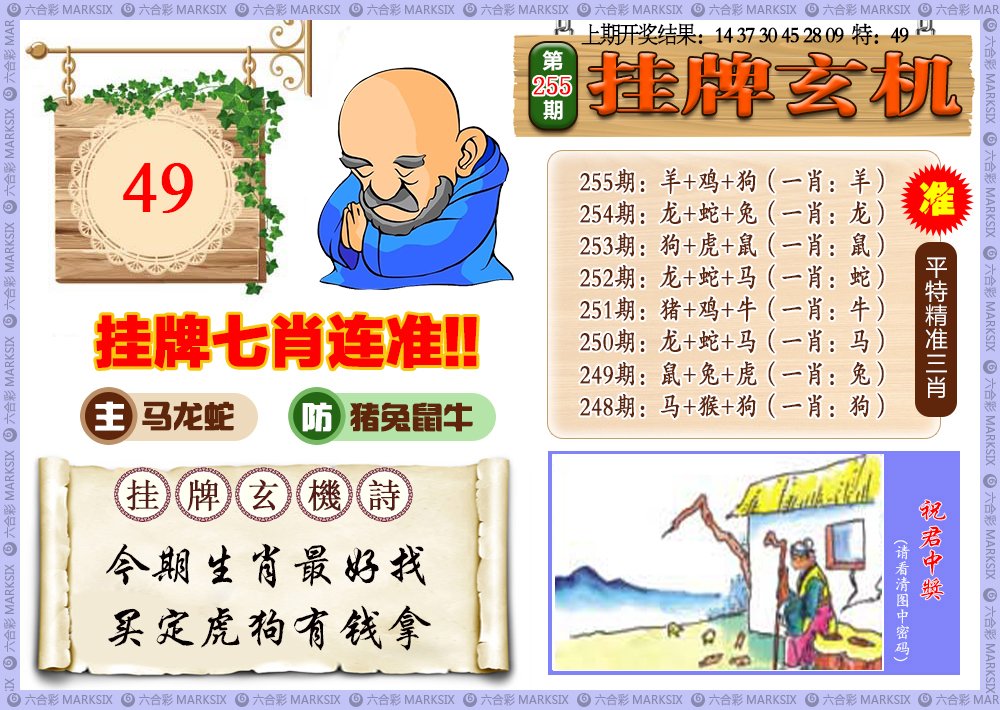 六合彩 MARKSIX
上期开奖结果：14 37 30 45 28 09 特：49
第
255
期
挂牌玄机
49
挂牌七肖连准!!
主 马龙蛇
防 猪兔鼠牛
挂牌玄機詩
今期生肖最好找
买定虎狗有钱拿
255期：羊+鸡+狗（一肖：羊）
254期：龙+蛇+兔（一肖：龙）
253期：狗+虎+鼠（一肖：鼠）
252期：龙+蛇+马（一肖：蛇）
251期：猪+鸡+牛（一肖：牛）
250期：龙+蛇+马（一肖：马）
249期：鼠+兔+虎（一肖：兔）
248期：马+猴+狗（一肖：狗）
准
平特精准三肖
祝君中獎
（请看清图中密码）